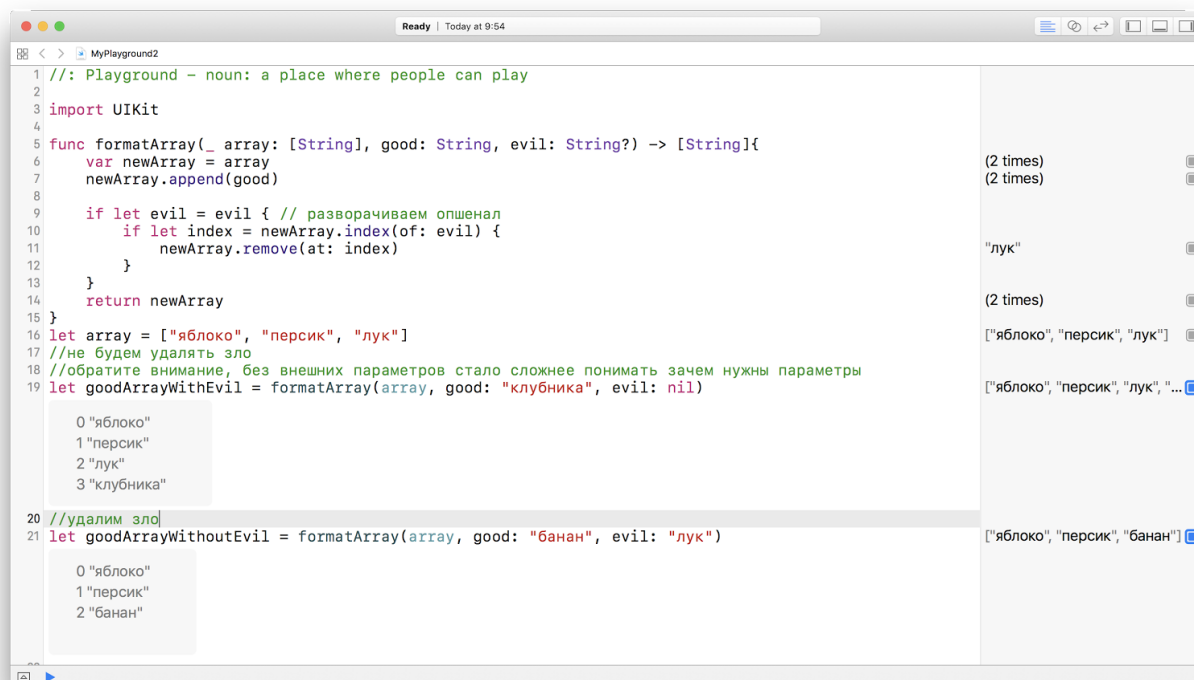 Ready | Today at 9:54
MyPlayground2
1 //: Playground – noun: a place where people can play
2
3 import UIKit
4
5 func formatArray(_ array: [String], good: String, evil: String?) -> [String]{
6 var newArray = array (2 times)
7 newArray.append(good) (2 times)
8
9 if let evil = evil { // разворачиваем опшенал
10 if let index = newArray.index(of: evil) {
11 newArray.remove(at: index) "лук"
12 }
13 }
14 return newArray (2 times)
15 }
16 let array = ["яблоко", "персик", "лук"] ["яблоко", "персик", "лук"]
17 //не будем удалять зло
18 //обратите внимание, без внешних параметров стало сложнее понимать зачем нужны параметры
19 let goodArrayWithEvil = formatArray(array, good: "клубника", evil: nil) ["яблоко", "персик", "лук", "...
0 "яблоко"
1 "персик"
2 "лук"
3 "клубника"
20 //удалим зло
21 let goodArrayWithoutEvil = formatArray(array, good: "банан", evil: "лук") ["яблоко", "персик", "банан"]
0 "яблоко"
1 "персик"
2 "банан"